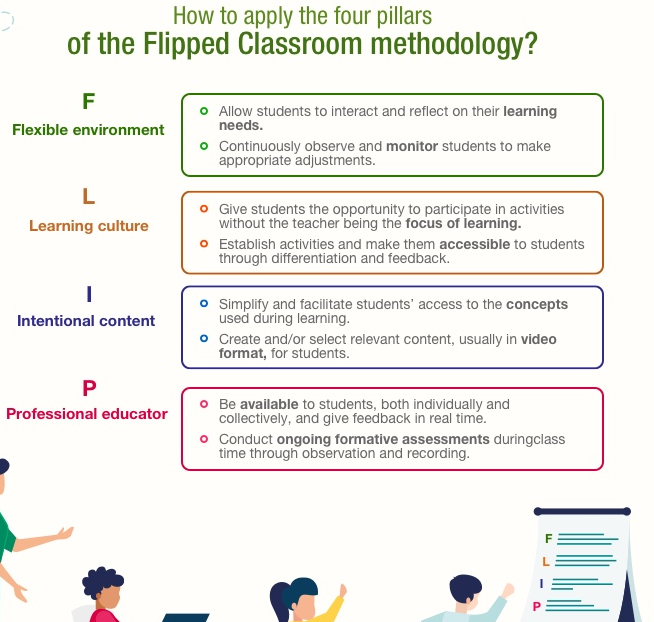 How to apply the four pillars
of the Flipped Classroom methodology?
F
Flexible environment
Allow students to interact and reflect on their learning
needs.
Continuously observe and monitor students to make
appropriate adjustments.
L
Learning culture
Give students the opportunity to participate in activities
without the teacher being the focus of learning.
Establish activities and make them accessible to students
through differentiation and feedback.
I
Intentional content
Simplify and facilitate students’ access to the concepts
used during learning.
Create and/or select relevant content, usually in video
format, for students.
P
Professional educator
Be available to students, both individually and
collectively, and give feedback in real time.
Conduct ongoing formative assessments duringclass
time through observation and recording.
F
L
I
P